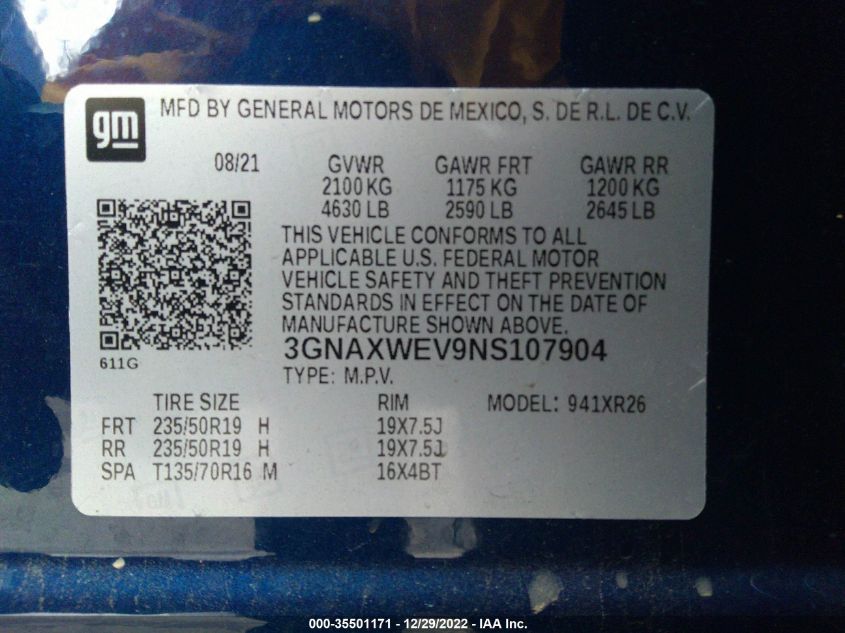 gm
MFD BY GENERAL MOTORS DE MEXICO, S. DE R.L. DE C.V.
08/21 GVWR GAWR FRT GAWR RR
2100 KG 1175 KG 1200 KG
4630 LB 2590 LB 2645 LB
THIS VEHICLE CONFORMS TO ALL
APPLICABLE U.S. FEDERAL MOTOR
VEHICLE SAFETY AND THEFT PREVENTION
STANDARDS IN EFFECT ON THE DATE OF
MANUFACTURE SHOWN ABOVE.
611G
3GNAXWEV9NS107904
TYPE: M.P.V.
TIRE SIZE RIM MODEL: 941XR26
FRT 235/50R19 H 19X7.5J
RR 235/50R19 H 19X7.5J
SPA T135/70R16 M 16X4BT
000-35501171 - 12/29/2022 - IAA Inc.